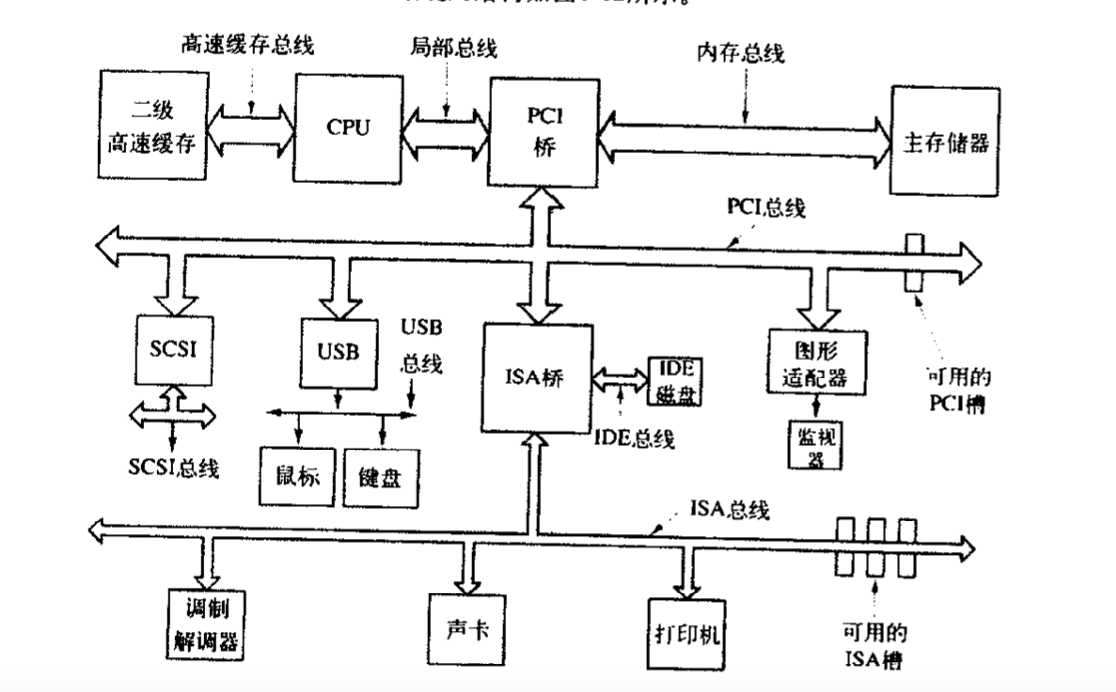 高速缓存总线
局部总线
内存总线
二级
高速缓存
CPU
PCI
桥
主存储器
PCI总线
SCSI
USB
USB
总线
ISA桥
IDE
磁盘
图形
适配器
可用的
PCI槽
IDE总线
监视
器
SCSI总线
鼠标
键盘
ISA总线
调制
解调器
声卡
打印机
可用的
ISA槽